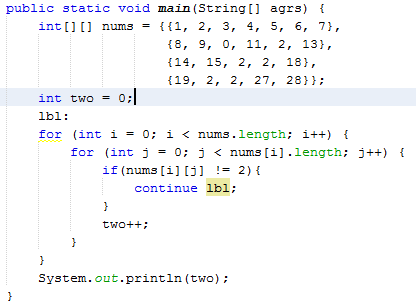 public static void main(String[] agrs) {
    int[][] nums = {{1, 2, 3, 4, 5, 6, 7},
                    {8, 9, 0, 11, 2, 13},
                    {14, 15, 2, 2, 18},
                    {19, 2, 2, 27, 28}};
    int two = 0;
    lbl:
    for (int i = 0; i < nums.length; i++) {
        for (int j = 0; j < nums[i].length; j++) {
            if(nums[i][j] != 2){
                continue lbl;
            }
            two++;
        }
    }
    System.out.println(two);
}